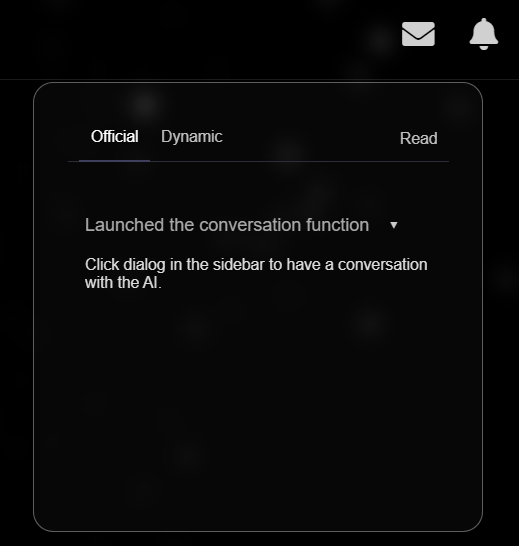 Official Dynamic Read
Launched the conversation function ▼
Click dialog in the sidebar to have a conversation
with the AI.